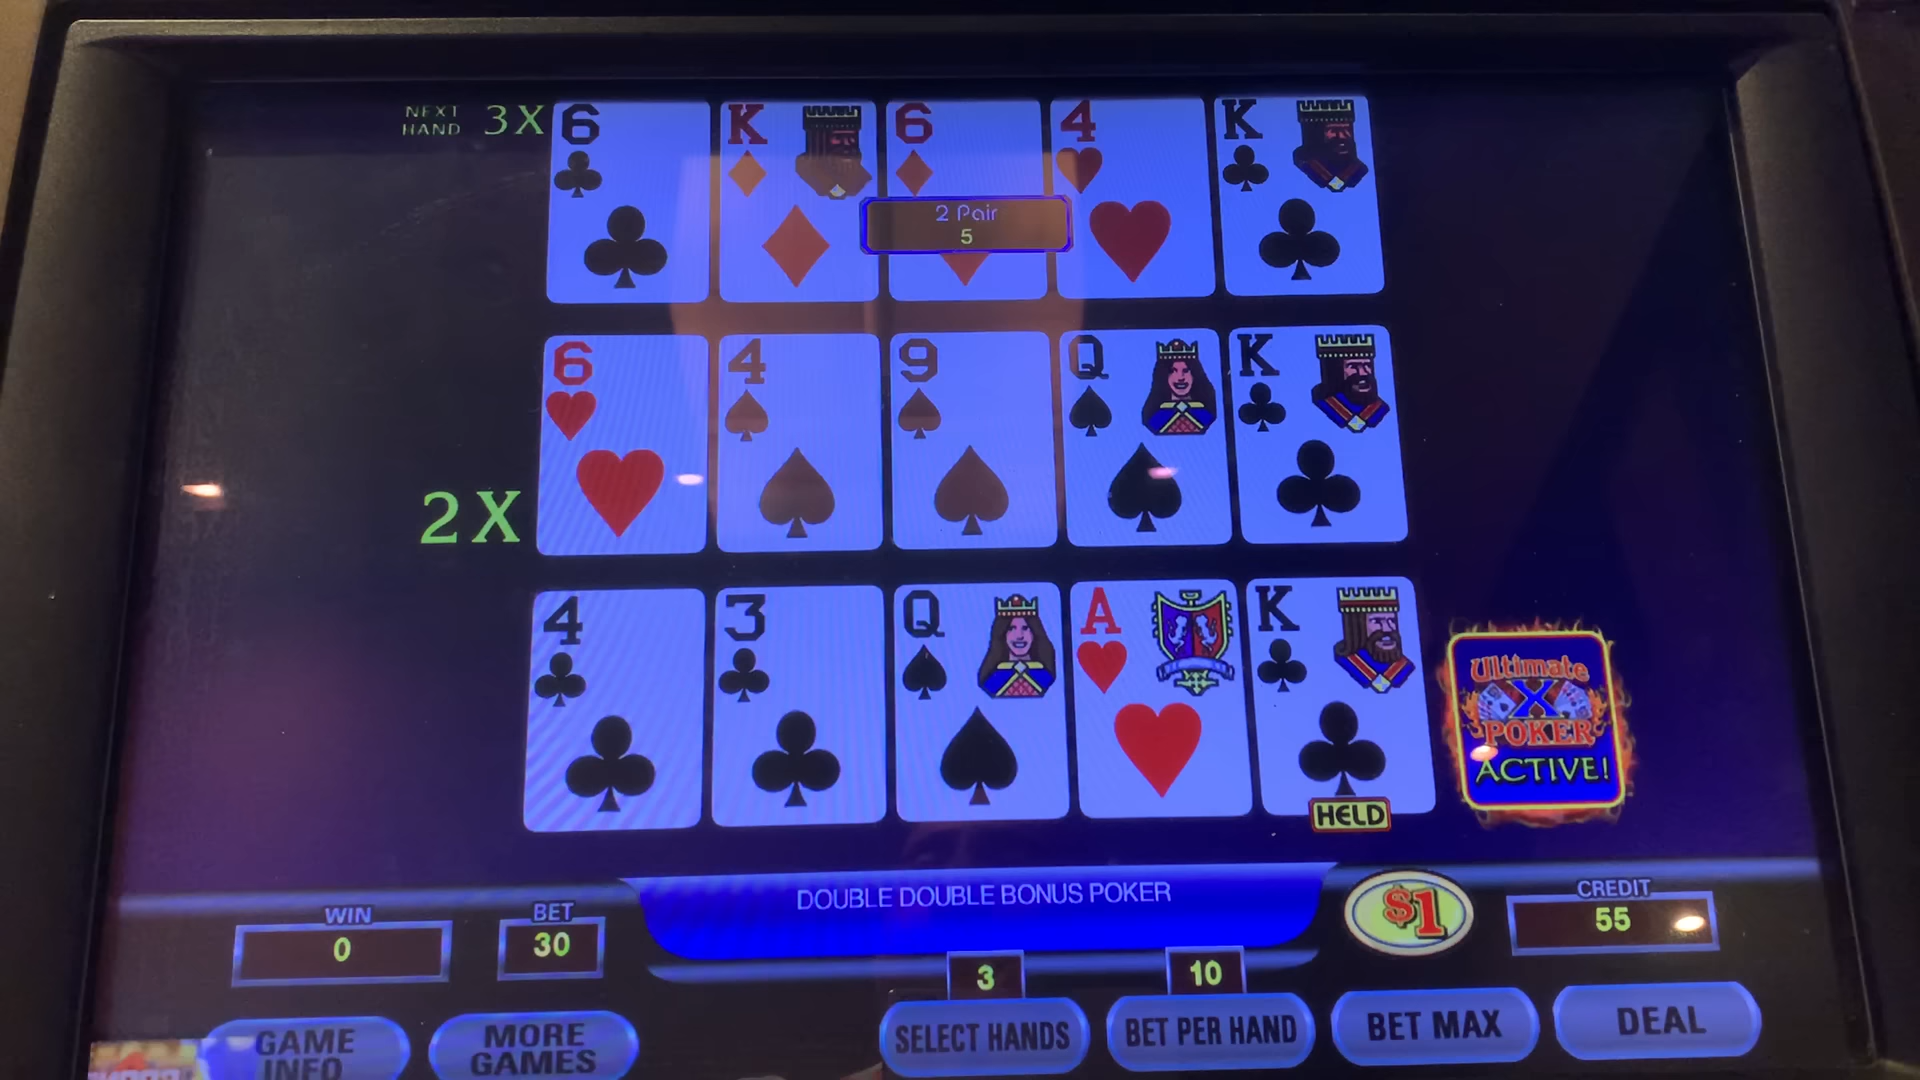 NEXT
HAND 3X
6 K 6 4 K
2 Pair
5
6 4 9 Q K
2X
4 3 Q A K
HELD
Ultimate
X
POKER
ACTIVE!
DOUBLE DOUBLE BONUS POKER
$1
WIN
0
BET
30
CREDIT
55
3
10
GAME
INFO
MORE
GAMES
SELECT HANDS
BET PER HAND
BET MAX
DEAL